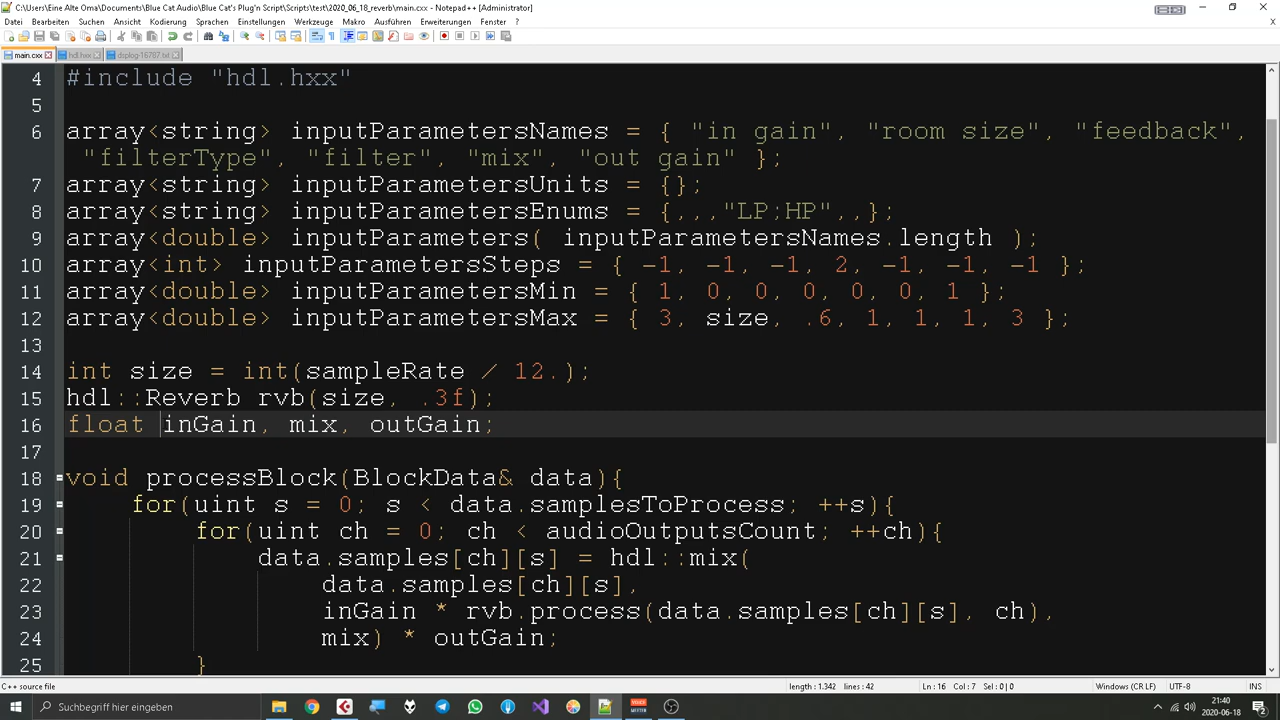 C:\Users\Eine Alte Oma\Documents\Blue Cat Audio\Blue Cat's Plug'n Script\Scripts\test\2020_06_18_reverb\main.cxx - Notepad++ [Administrator]
Datei Bearbeiten Suchen Ansicht Kodierung Sprachen Einstellungen Werkzeuge Makro Ausführen Erweiterungen Fenster ?
main.cxx hdl.hxx
4 #include "hdl.hxx"
5
6 array<string> inputParametersNames = { "in gain", "room size", "feedback",
"filterType", "filter", "mix", "out gain" };
7 array<string> inputParametersUnits = {};
8 array<string> inputParametersEnums = {,,,"LP;HP",,};
9 array<double> inputParameters( inputParametersNames.length );
10 array<int> inputParametersSteps = { -1, -1, -1, 2, -1, -1, -1 };
11 array<double> inputParametersMin = { 1, 0, 0, 0, 0, 0, 1 };
12 array<double> inputParametersMax = { 3, size, .6, 1, 1, 1, 3 };
13
14 int size = int(sampleRate / 12.);
15 hdl::Reverb rvb(size, .3f);
16 float inGain, mix, outGain;
17
18 void processBlock(BlockData& data){
19 for(uint s = 0; s < data.samplesToProcess; ++s){
20 for(uint ch = 0; ch < audioOutputsCount; ++ch){
21 data.samples[ch][s] = hdl::mix(
22 data.samples[ch][s],
23 inGain * rvb.process(data.samples[ch][s], ch),
24 mix) * outGain;
25 }
C++ source file length : 1.342 lines : 42 Ln : 16 Col : 7 Sel : 0 | 0 Windows (CR LF) UTF-8 INS
Suchbegriff hier eingeben 21:40
2020-06-18